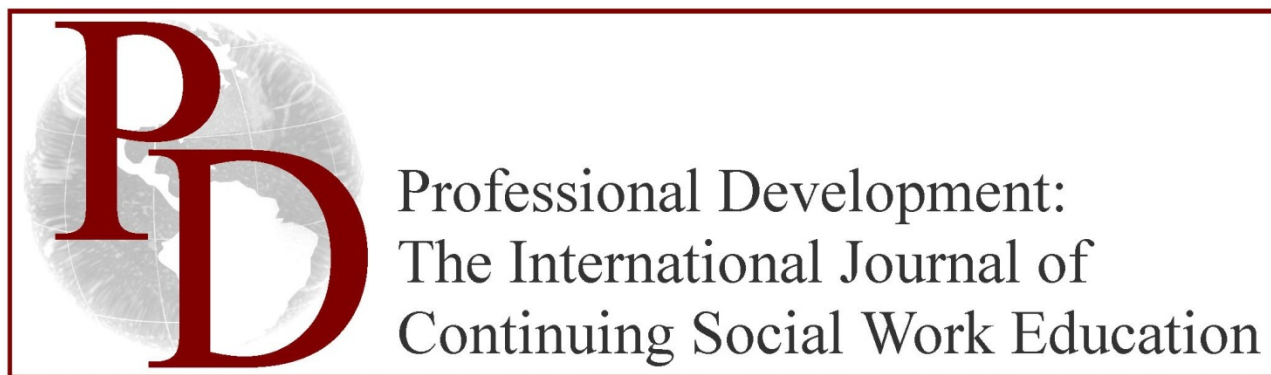 PD
Professional Development:
The International Journal of
Continuing Social Work Education